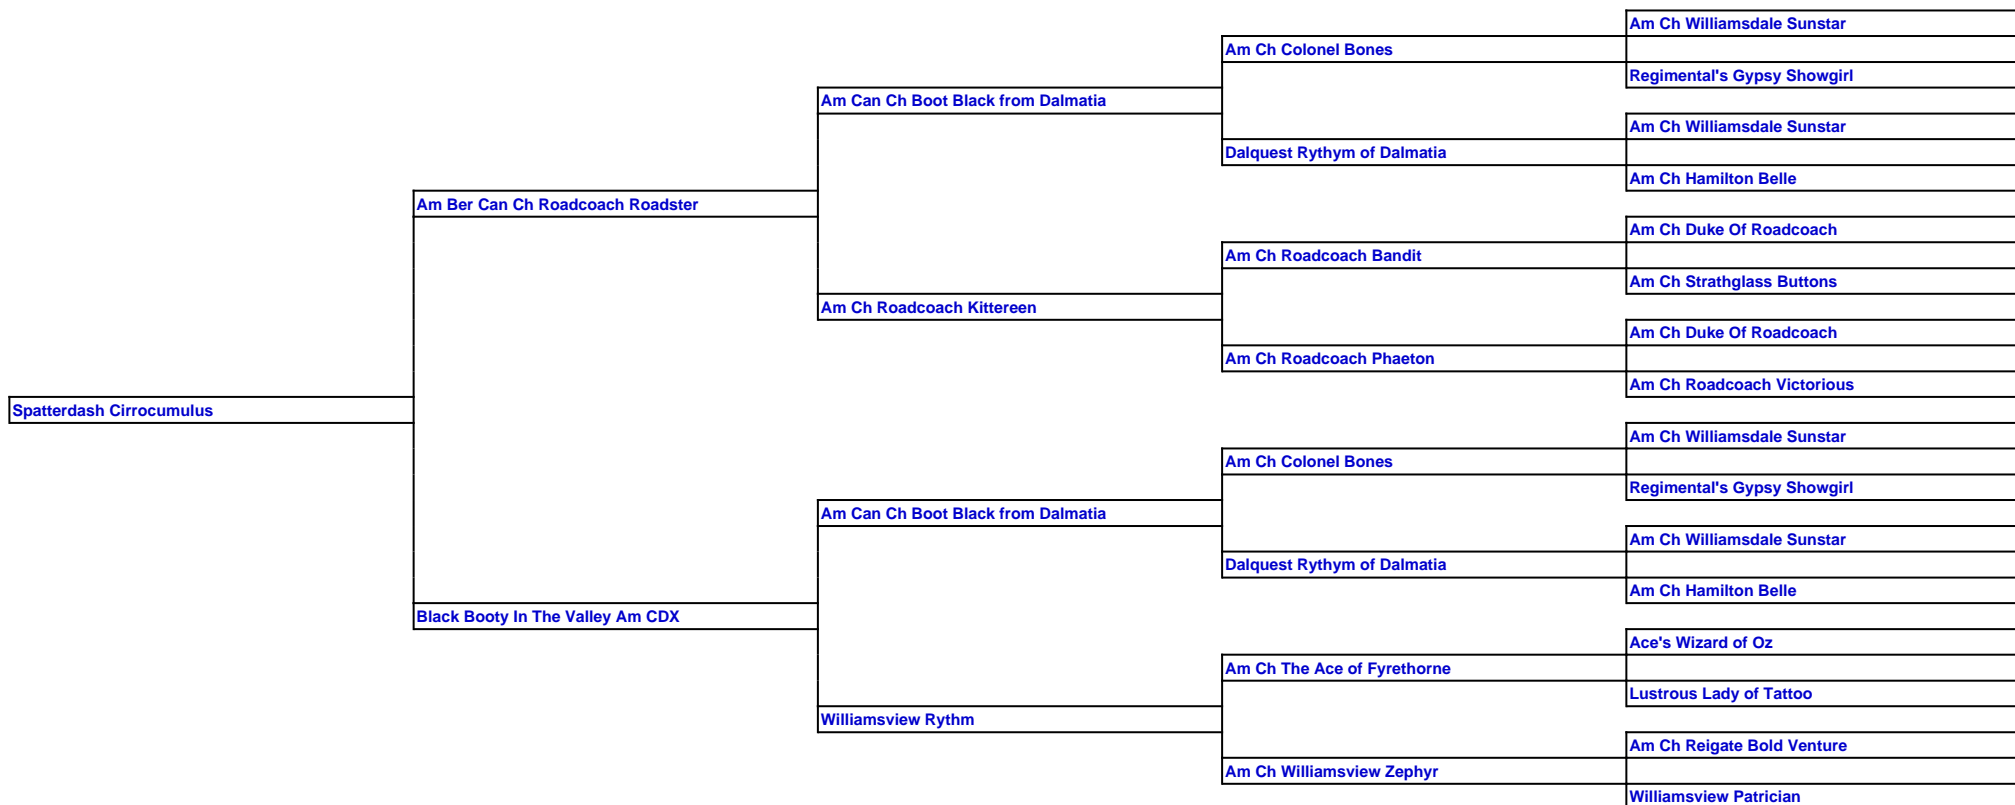 Am Ch Williamsdale Sunstar
Am Ch Colonel Bones
Regimental's Gypsy Showgirl
Am Can Ch Boot Black from Dalmatia
Am Ch Williamsdale Sunstar
Dalquest Rythym of Dalmatia
Am Ch Hamilton Belle
Am Ber Can Ch Roadcoach Roadster
Am Ch Duke Of Roadcoach
Am Ch Roadcoach Bandit
Am Ch Strathglass Buttons
Am Ch Roadcoach Kittereen
Am Ch Duke Of Roadcoach
Am Ch Roadcoach Phaeton
Am Ch Roadcoach Victorious
Spatterdash Cirrocumulus
Am Ch Williamsdale Sunstar
Am Ch Colonel Bones
Regimental's Gypsy Showgirl
Am Can Ch Boot Black from Dalmatia
Am Ch Williamsdale Sunstar
Dalquest Rythym of Dalmatia
Am Ch Hamilton Belle
Black Booty In The Valley Am CDX
Ace's Wizard of Oz
Am Ch The Ace of Fyrethorne
Lustrous Lady of Tattoo
Williamsview Rythm
Am Ch Reigate Bold Venture
Am Ch Williamsview Zephyr
Williamsview Patrician